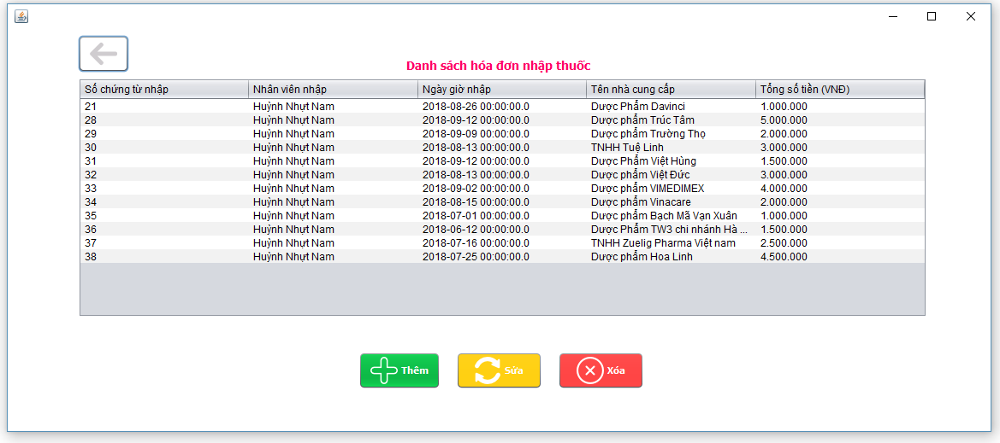 Danh sách hóa đơn nhập thuốc
Số chứng từ nhập Nhân viên nhập Ngày giờ nhập Tên nhà cung cấp Tổng số tiền (VNĐ)
21 Huỳnh Nhựt Nam 2018-08-26 00:00:00.0 Dược Phẩm Davinci 1.000.000
28 Huỳnh Nhựt Nam 2018-09-12 00:00:00.0 Dược phẩm Trúc Tâm 5.000.000
29 Huỳnh Nhựt Nam 2018-09-09 00:00:00.0 Dược phẩm Trường Thọ 2.000.000
30 Huỳnh Nhựt Nam 2018-08-13 00:00:00.0 TNHH Tuệ Linh 3.000.000
31 Huỳnh Nhựt Nam 2018-09-12 00:00:00.0 Dược Phẩm Việt Hùng 1.500.000
32 Huỳnh Nhựt Nam 2018-08-13 00:00:00.0 Dược phẩm Việt Đức 3.000.000
33 Huỳnh Nhựt Nam 2018-09-02 00:00:00.0 Dược phẩm VIMEDIMEX 4.000.000
34 Huỳnh Nhựt Nam 2018-08-15 00:00:00.0 Dược phẩm Vinacare 2.000.000
35 Huỳnh Nhựt Nam 2018-07-01 00:00:00.0 Dược phẩm Bạch Mã Vạn Xuân 1.000.000
36 Huỳnh Nhựt Nam 2018-06-12 00:00:00.0 Dược Phẩm TW3 chi nhánh Hà ... 1.500.000
37 Huỳnh Nhựt Nam 2018-07-16 00:00:00.0 TNHH Zuelig Pharma Việt nam 2.500.000
38 Huỳnh Nhựt Nam 2018-07-25 00:00:00.0 Dược phẩm Hoa Linh 4.500.000
Thêm Sửa Xóa